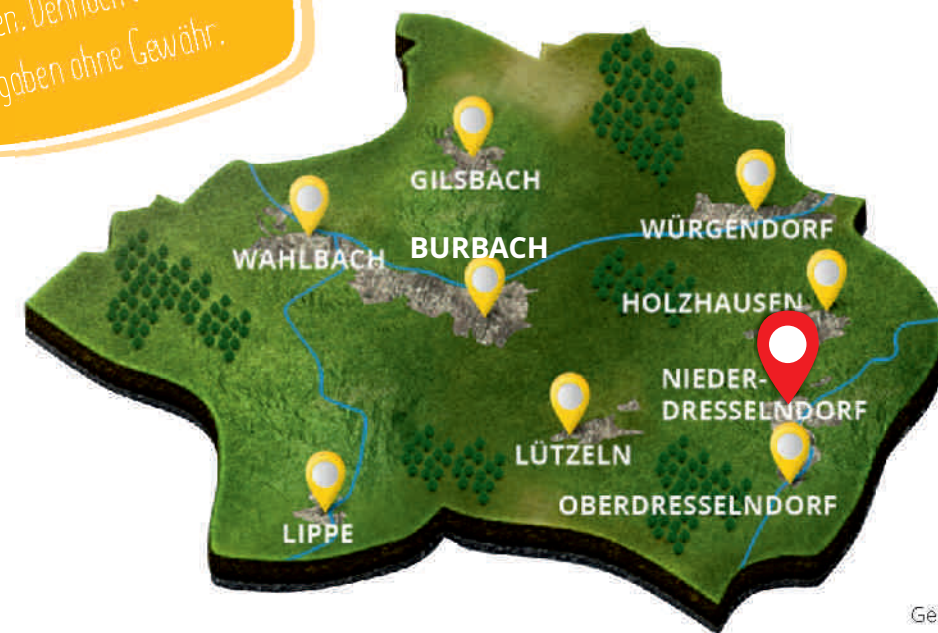 en. Dennoch
gaben ohne Gewähr.
GILSBACH
WÜRGENDORF
WAHLBACH
BURBACH
HOLZHAUSEN
NIEDER-
DRESSELNDORF
LÜTZELN
OBERDRESSELNDORF
LIPPE
Ge